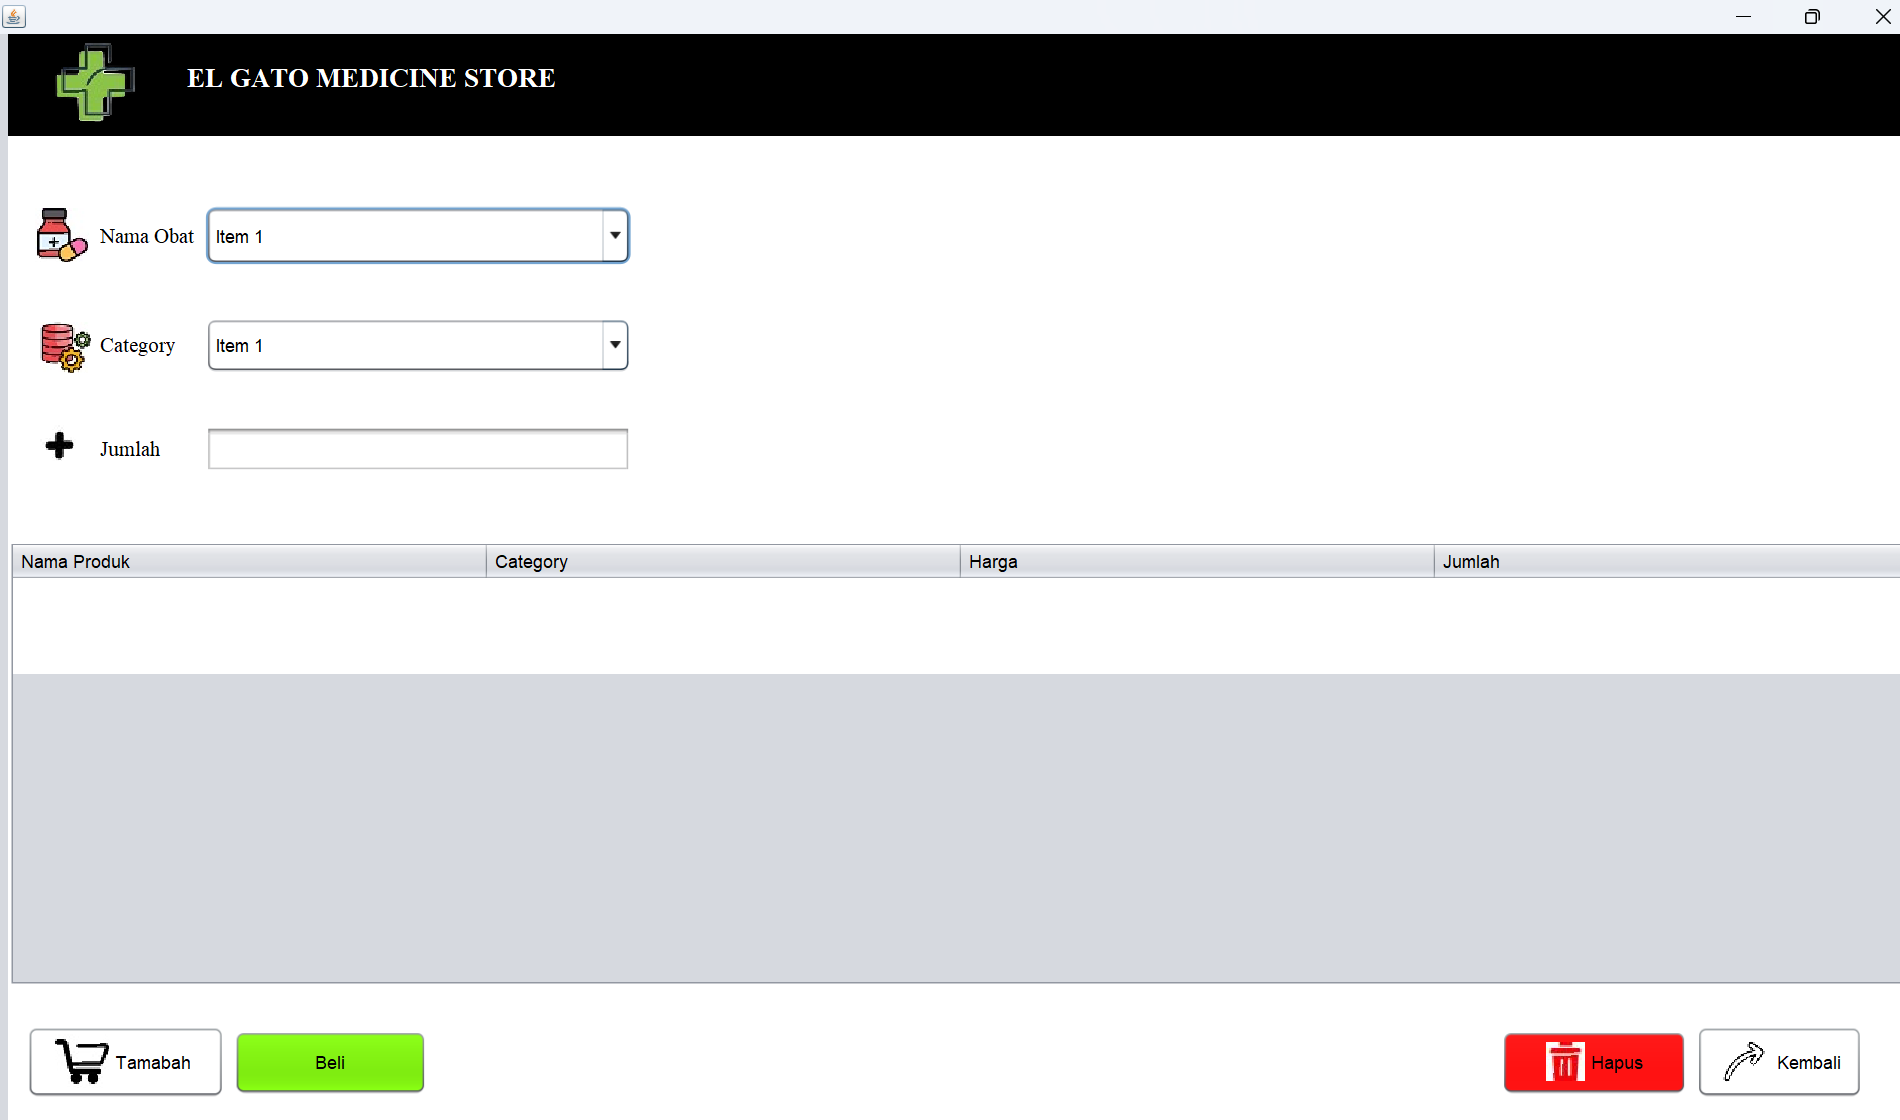 EL GATO MEDICINE STORE
Nama Obat Item 1
Category Item 1
Jumlah
Nama Produk Category Harga Jumlah
Tamabah Beli Hapus Kembali